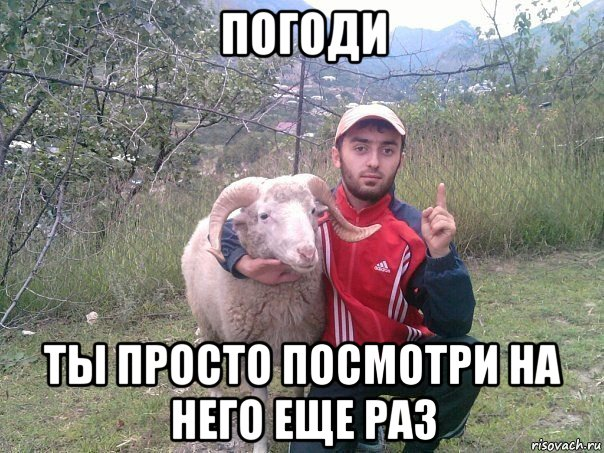 ПОГОДИ
adidas
ТЫ ПРОСТО ПОСМОТРИ НА
НЕГО ЕЩЕ РАЗ
risovach.ru